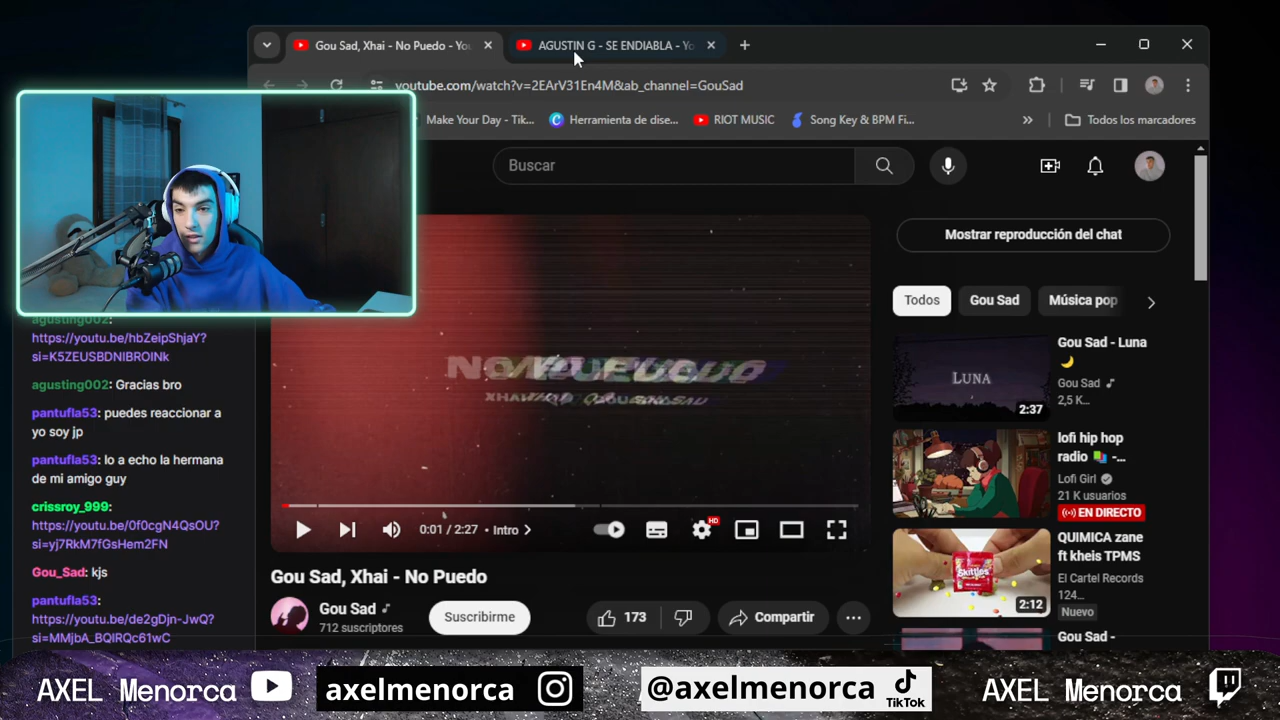 Gou Sad, Xhai - No Puedo - You
AGUSTIN G - SE ENDIABLA - Yo
youtube.com/watch?v=2EArV31En4M&ab_channel=GouSad
Make Your Day - Tik...
Herramienta de dise...
RIOT MUSIC
Song Key & BPM Fi...
»
Todos los marcadores
Buscar
Mostrar reproducción del chat
Todos
Gou Sad
Música pop
NO PUEDO
Gou Sad - Luna
🌙
Gou Sad
2,5 K...
LUNA
2:37
lofi hip hop
radio 📚 -...
Lofi Girl
21 K usuarios
EN DIRECTO
QUIMICA zane
ft kheis TPMS
El Cartel Records
124...
Nuevo
Skittles
2:12
Gou Sad -
0:01 / 2:27 • Intro
HD
Gou Sad, Xhai - No Puedo
Gou Sad
712 suscriptores
Suscribirme
173
Compartir
agusting002:
https://youtu.be/hbZeipShjaY?
si=K5ZEUSBDNIBROINk
agusting002: Gracias bro
pantufla53: puedes reaccionar a
yo soy jp
pantufla53: lo a echo la hermana
de mi amigo guy
crissroy_999:
https://youtu.be/0f0cgN4QsOU?
si=yj7RkM7fGsHem2FN
Gou_Sad: kjs
pantufla53:
https://youtu.be/de2gDjn-JwQ?
si=MMjbA_BQIRQc61wC
AXEL Menorca
axelmenorca
@axelmenorca
TikTok
AXEL Menorca